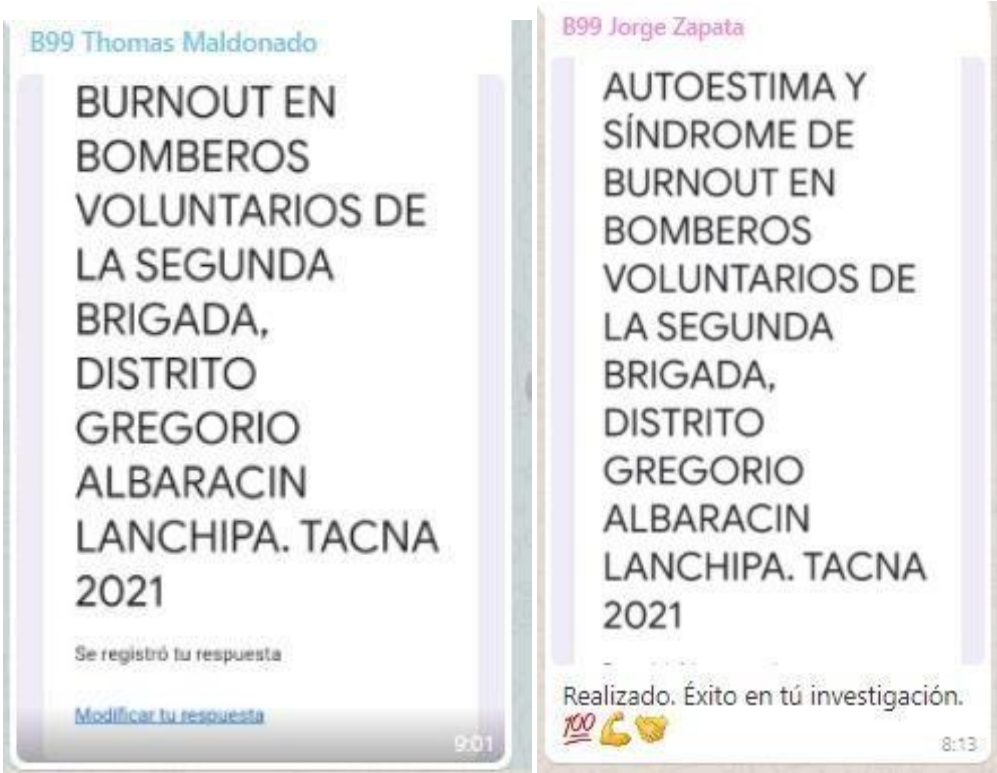 B99 Thomas Maldonado
BURNOUT EN
BOMBEROS
VOLUNTARIOS DE
LA SEGUNDA
BRIGADA,
DISTRITO
GREGORIO
ALBARACIN
LANCHIPA. TACNA
2021
Se registró tu respuesta
Modificar tu respuesta
9:01
B99 Jorge Zapata
AUTOESTIMA Y
SÍNDROME DE
BURNOUT EN
BOMBEROS
VOLUNTARIOS DE
LA SEGUNDA
BRIGADA,
DISTRITO
GREGORIO
ALBARACIN
LANCHIPA. TACNA
2021
Realizado. Éxito en tú investigación.
💯💪🤝
8:13